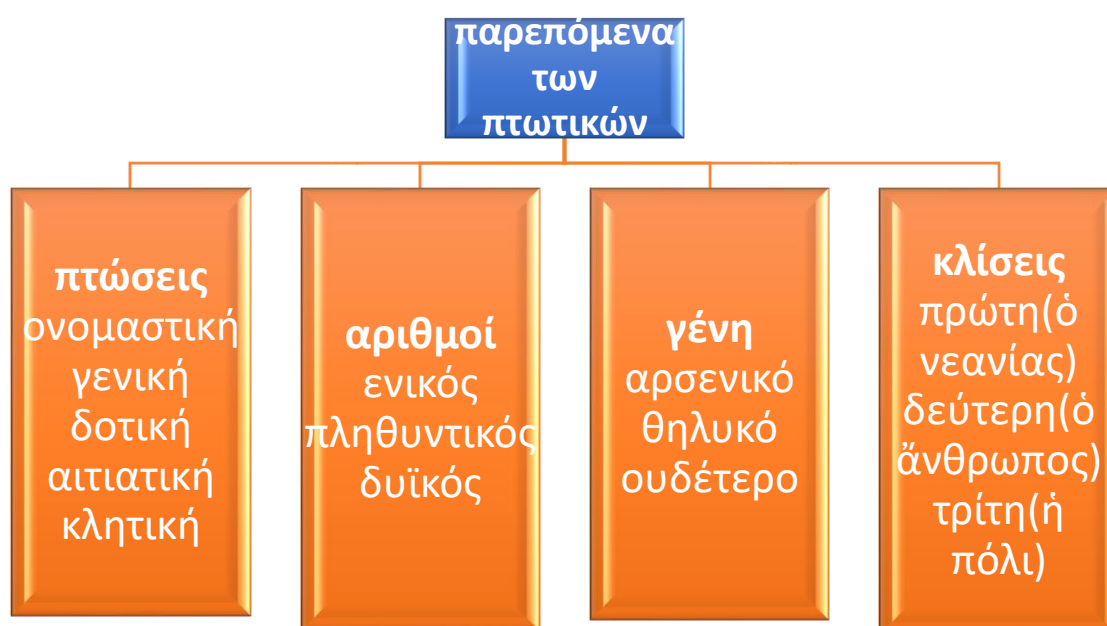 παρεπόμενα
των
πτωτικών
πτώσεις
ονομαστική
γενική
δοτική
αιτιατική
κλητική
αριθμοί
ενικός
πληθυντικός
δυϊκός
γένη
αρσενικό
θηλυκό
ουδέτερο
κλίσεις
πρώτη(ὁ
νεανίας)
δεύτερη(ὁ
ἄνθρωπος)
τρίτη(ἡ
πόλι)